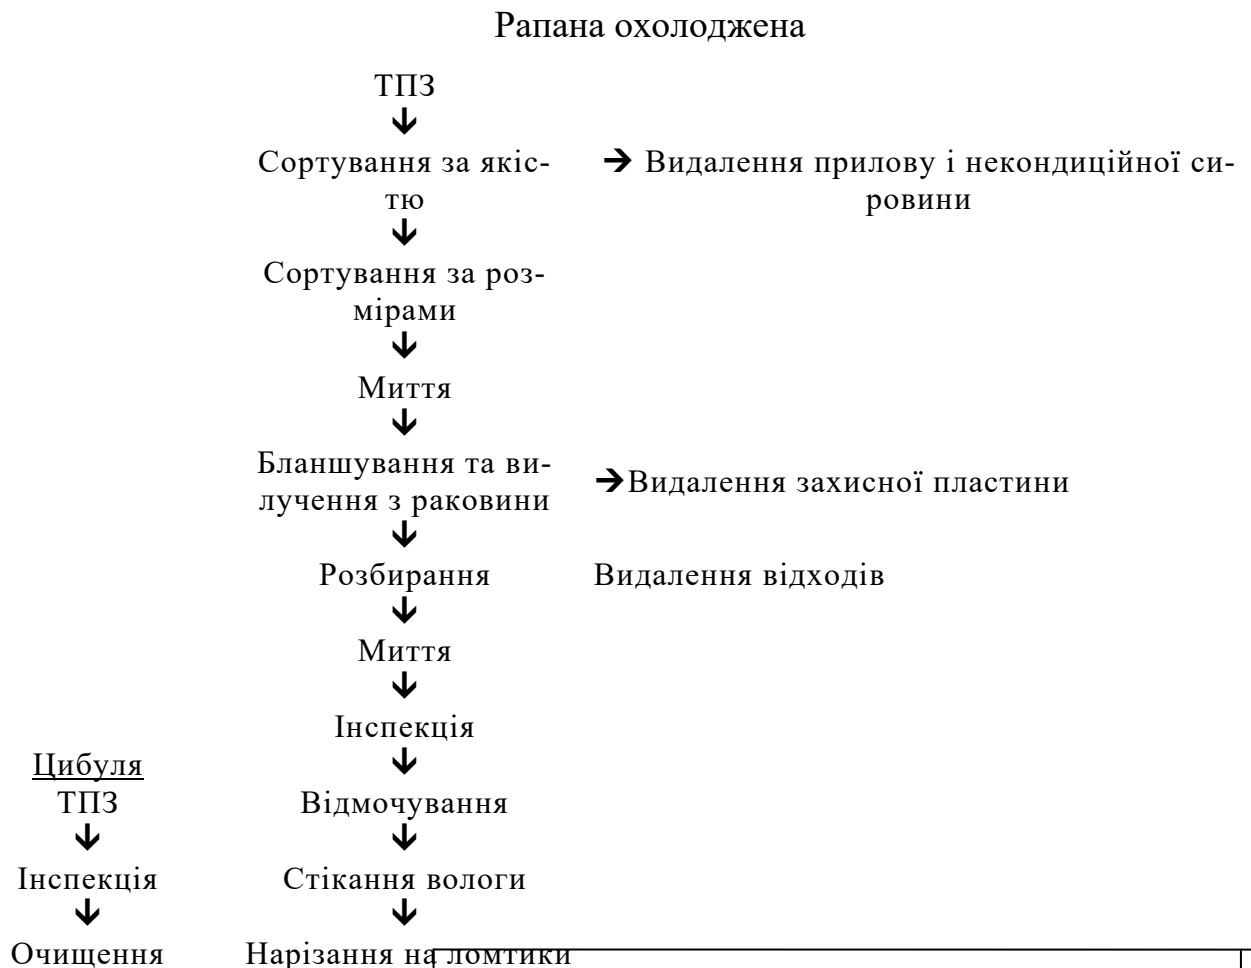 Рапана охолоджена
ТПЗ
Сортування за якіс-
тю
→ Видалення прилову і некондиційної си-
ровини
Сортування за роз-
мірами
Миття
Бланшування та ви-
лучення з раковини
→Видалення захисної пластини
Розбирання
Видалення відходів
Миття
Інспекція
Цибуля
ТПЗ
Відмочування
Інспекція
Стікання вологи
Очищення
Нарізання на ломтики